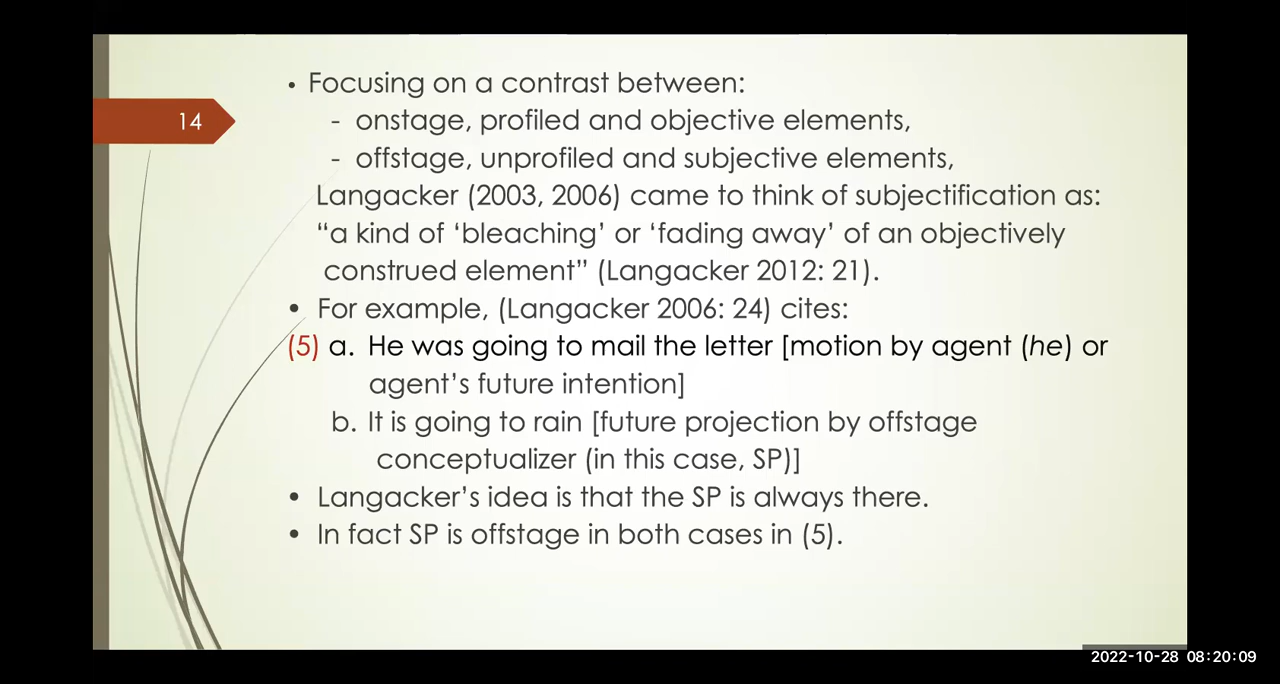 14
• Focusing on a contrast between:
- onstage, profiled and objective elements,
- offstage, unprofiled and subjective elements,
Langacker (2003, 2006) came to think of subjectification as:
“a kind of ‘bleaching’ or ‘fading away’ of an objectively
construed element” (Langacker 2012: 21).
• For example, (Langacker 2006: 24) cites:
(5) a. He was going to mail the letter [motion by agent (he) or
agent’s future intention]
b. It is going to rain [future projection by offstage
conceptualizer (in this case, SP)]
• Langacker’s idea is that the SP is always there.
• In fact SP is offstage in both cases in (5).
2022-10-28 08:20:09